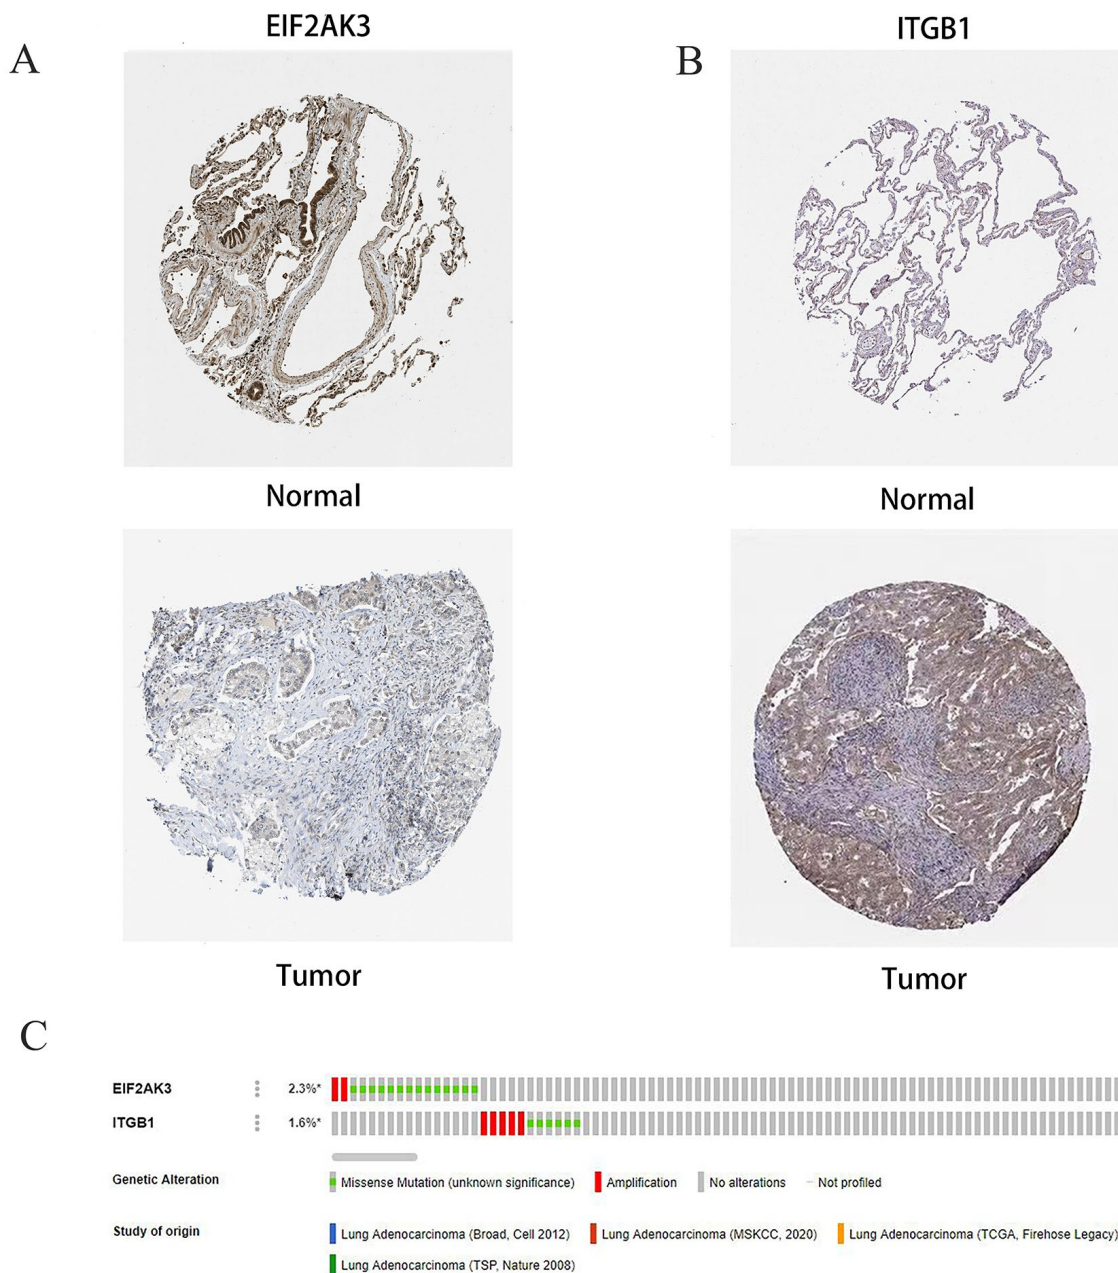 EIF2AK3
ITGB1
A
B
Normal
Normal
Tumor
Tumor
C
EIF2AK3 2.3%*
ITGB1 1.6%*
Genetic Alteration Missense Mutation (unknown significance) Amplification No alterations Not profiled
Study of origin Lung Adenocarcinoma (Broad, Cell 2012) Lung Adenocarcinoma (MSKCC, 2020) Lung Adenocarcinoma (TCGA, Firehose Legacy)
Lung Adenocarcinoma (TSP, Nature 2008)